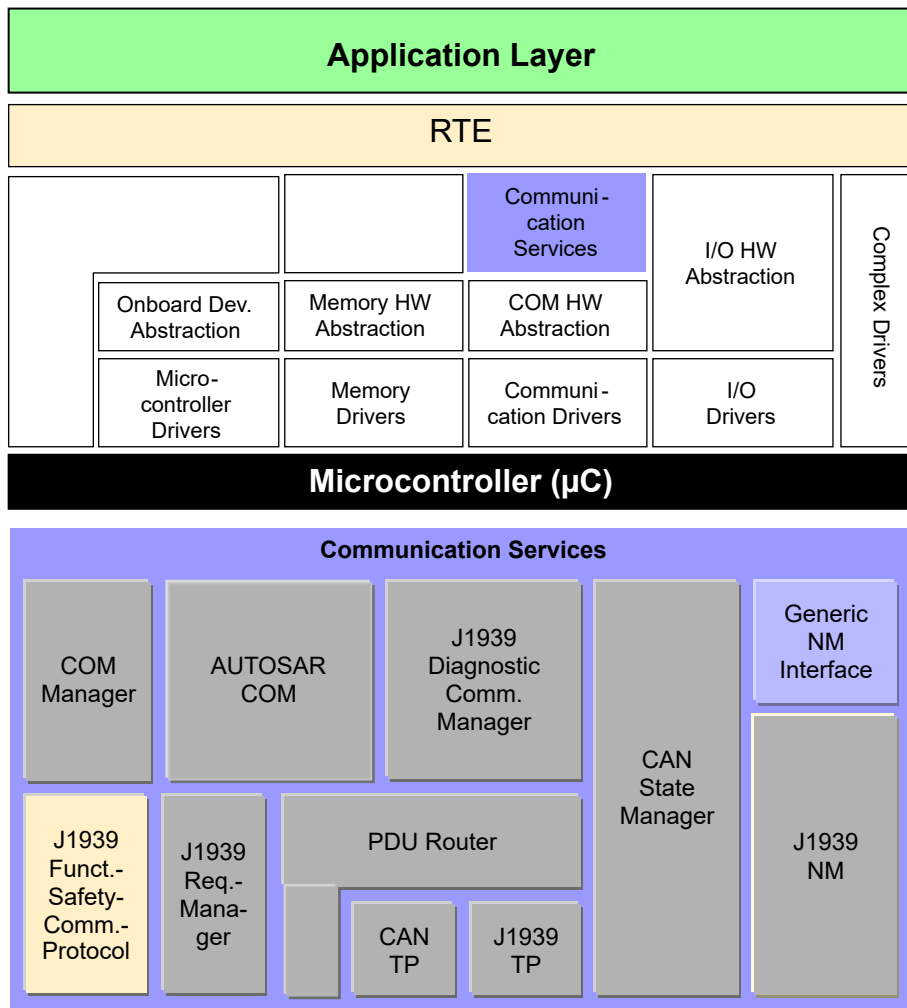 Application Layer
RTE
Communi-
cation
Services
I/O HW
Abstraction
Complex Drivers
Onboard Dev.
Abstraction
Memory HW
Abstraction
COM HW
Abstraction
Micro-
controller
Drivers
Memory
Drivers
Communi-
cation Drivers
I/O
Drivers
Microcontroller (µC)
Communication Services
COM
Manager
AUTOSAR
COM
J1939
Diagnostic
Comm.
Manager
CAN
State
Manager
Generic
NM
Interface
J1939
Funct.-
Safety-
Comm.-
Protocol
J1939
Req.-
Mana-
ger
PDU Router
CAN
TP
J1939
TP
J1939
NM